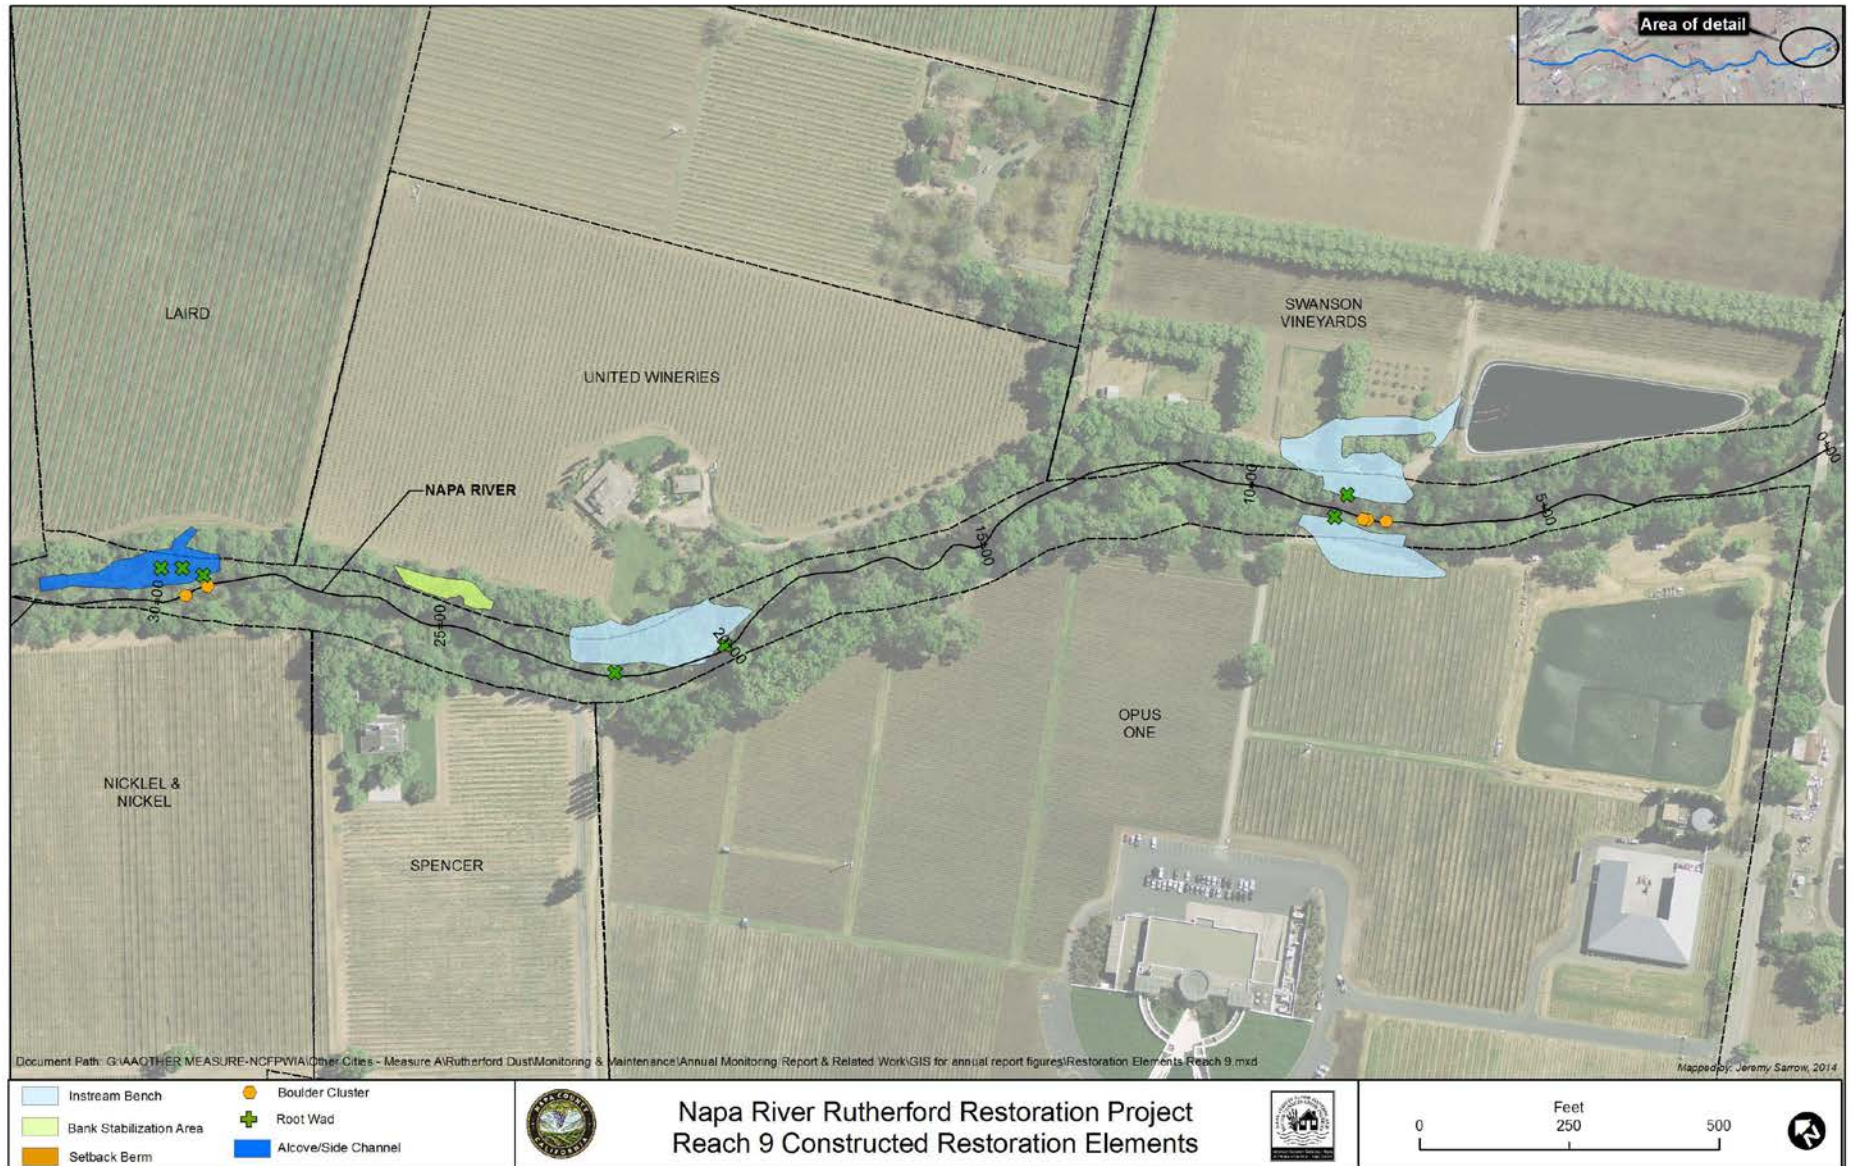 Area of detail
LAIRD
SWANSON
VINEYARDS
UNITED WINERIES
NAPA RIVER
0+00
5+00
10+00
15+00
20+00
25+00
30+00
OPUS
ONE
NICKLEL &
NICKEL
SPENCER
Document Path: G:\AAOTHER MEASURE-NCFPWIA\Other Cities - Measure A\Rutherford Dust\Monitoring & Maintenance\Annual Monitoring Report & Related Work\GIS for annual report figures\Restoration Elements Reach 9.mxd
Mapped by: Jeremy Sarrow, 2014
Instream Bench
Bank Stabilization Area
Setback Berm
Boulder Cluster
Root Wad
Alcove/Side Channel
NAPA COUNTY
CALIFORNIA
Napa River Rutherford Restoration Project
Reach 9 Constructed Restoration Elements
Feet
0 250 500
N